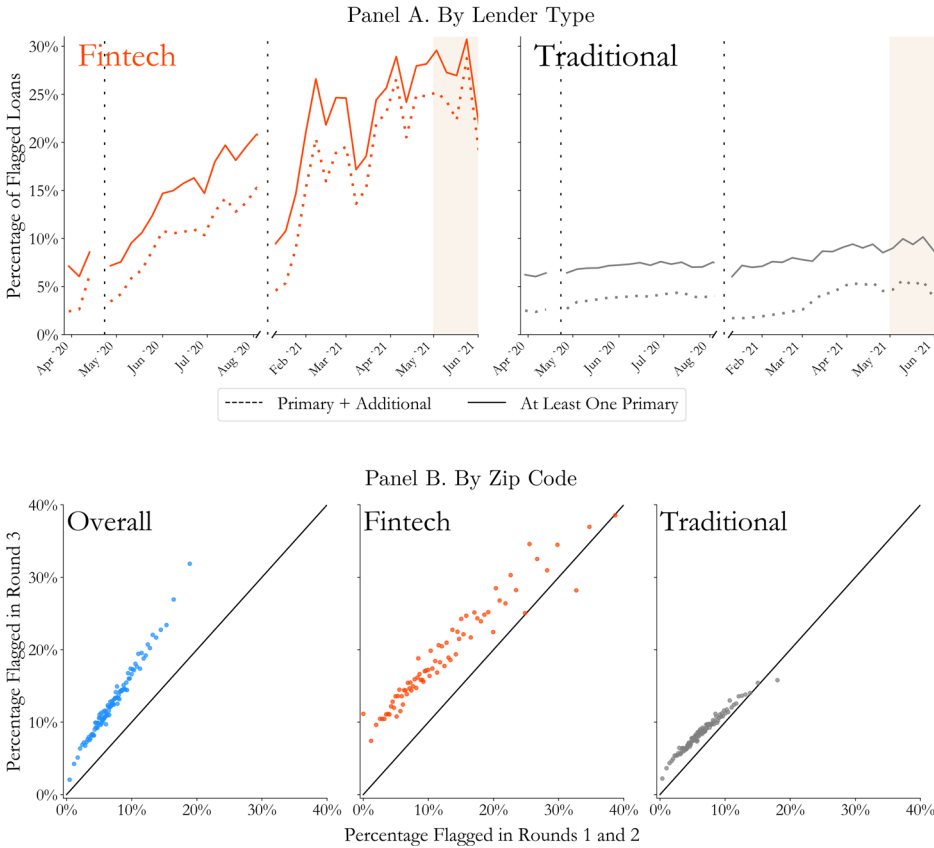 Panel A. By Lender Type
Percentage of Flagged Loans
30%
25%
20%
15%
10%
5%
0%
Fintech
Traditional
Apr `20
May `20
Jun `20
Jul `20
Aug `20
Feb `21
Mar `21
Apr `21
May `21
Jun `21
Apr `20
May `20
Jun `20
Jul `20
Aug `20
Feb `21
Mar `21
Apr `21
May `21
Jun `21
Primary + Additional
At Least One Primary
Panel B. By Zip Code
Percentage Flagged in Round 3
40%
30%
20%
10%
0%
Overall
Fintech
Traditional
0% 10% 20% 30% 40%
0% 10% 20% 30% 40%
0% 10% 20% 30% 40%
Percentage Flagged in Rounds 1 and 2